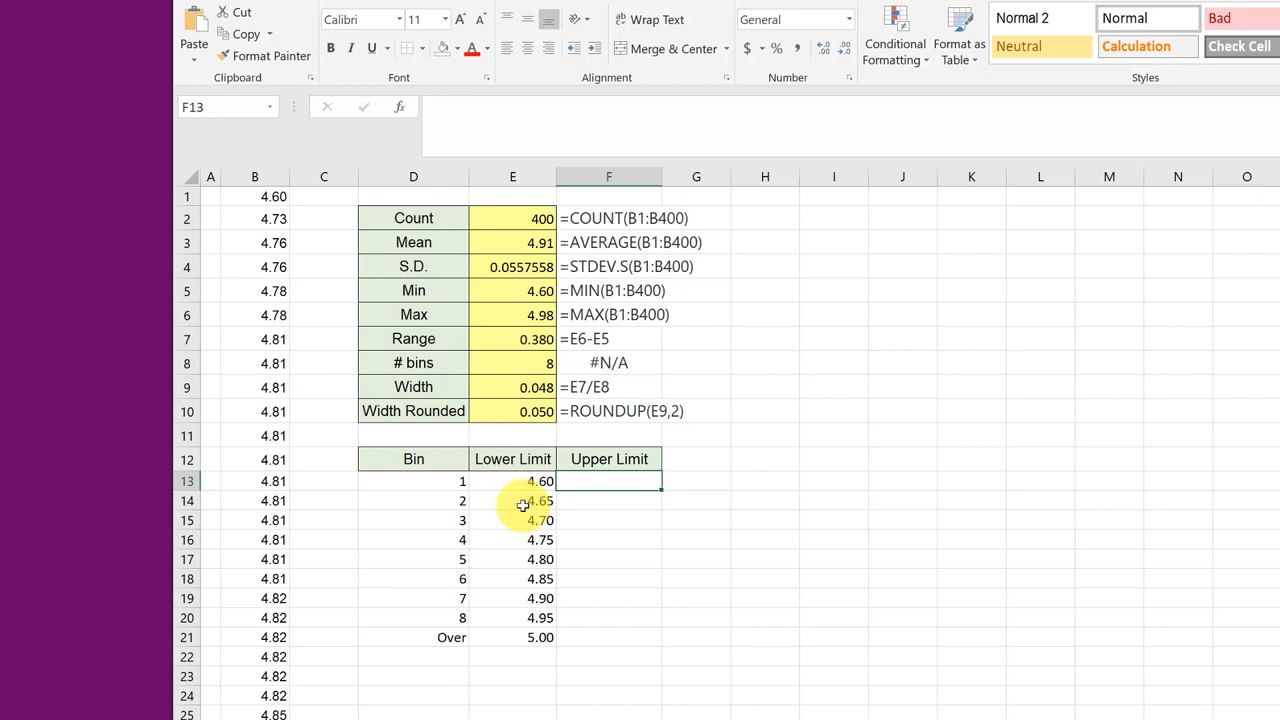 Cut
Copy
Format Painter
Paste
Clipboard
Calibri 11 A A
B I U A
Font
Wrap Text
Merge & Center
Alignment
General
$ % , .00 .0
Number
Conditional Formatting
Format as Table
Normal 2 Normal Bad
Neutral Calculation Check Cell
Styles
F13 fx
A B C D E F G H I J K L M N O
1 4.60
2 4.73 Count 400 =COUNT(B1:B400)
3 4.76 Mean 4.91 =AVERAGE(B1:B400)
4 4.76 S.D. 0.0557558 =STDEV.S(B1:B400)
5 4.78 Min 4.60 =MIN(B1:B400)
6 4.78 Max 4.98 =MAX(B1:B400)
7 4.81 Range 0.380 =E6-E5
8 4.81 # bins 8 #N/A
9 4.81 Width 0.048 =E7/E8
10 4.81 Width Rounded 0.050 =ROUNDUP(E9,2)
11 4.81
12 4.81 Bin Lower Limit Upper Limit
13 4.81 1 4.60
14 4.81 2 4.65
15 4.81 3 4.70
16 4.81 4 4.75
17 4.81 5 4.80
18 4.81 6 4.85
19 4.82 7 4.90
20 4.82 8 4.95
21 4.82 Over 5.00
22 4.82
23 4.82
24 4.82
25 4.85